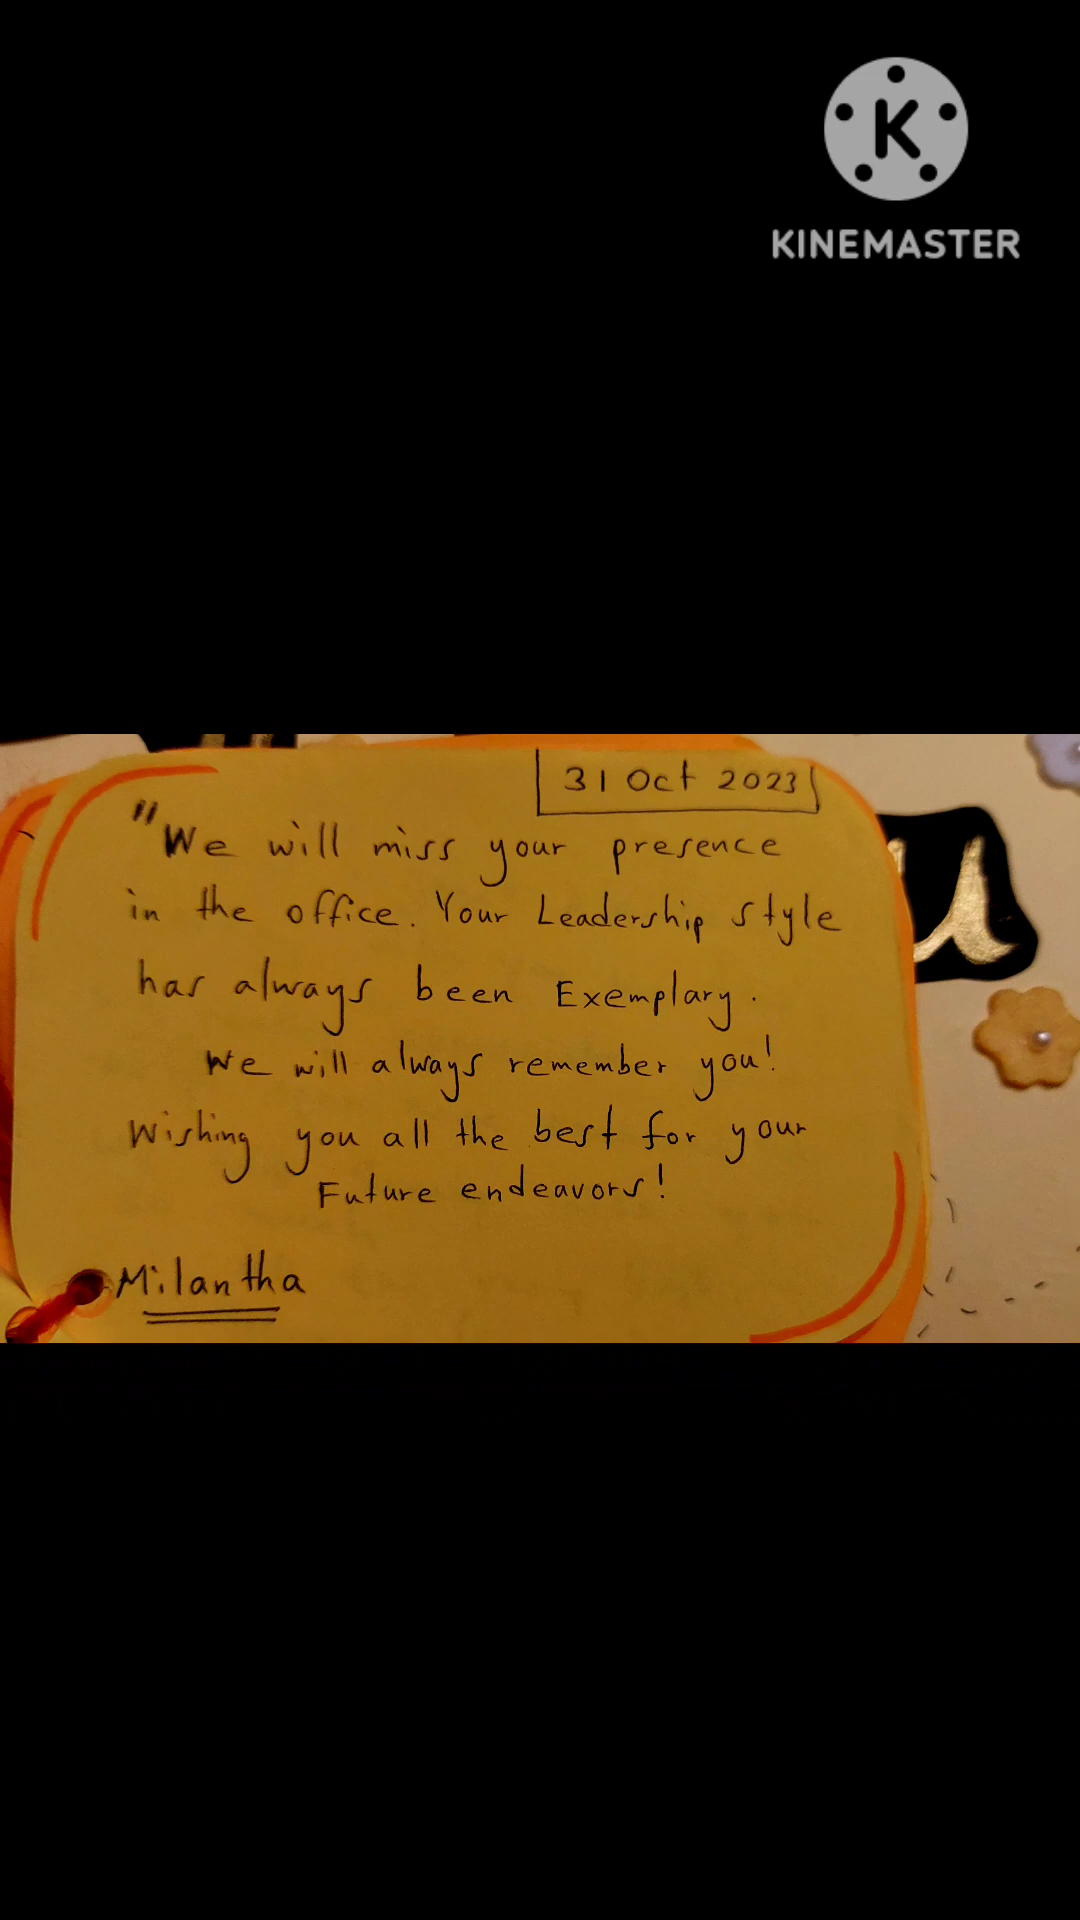 KINEMASTER
31 Oct 2023
"We will miss your presence
in the office. Your Leadership style
has always been Exemplary.
We will always remember you!
Wishing you all the best for your
Future endeavors!
Milantha